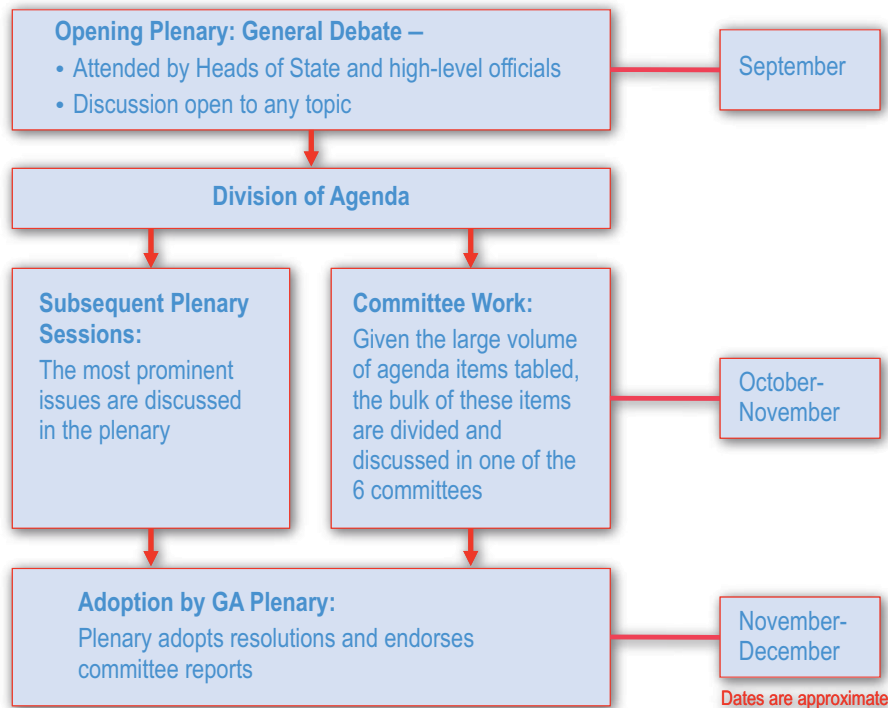 Opening Plenary: General Debate –
• Attended by Heads of State and high-level officials
• Discussion open to any topic
September
Division of Agenda
Subsequent Plenary
Sessions:
The most prominent
issues are discussed
in the plenary
Committee Work:
Given the large volume
of agenda items tabled,
the bulk of these items
are divided and
discussed in one of the
6 committees
October-
November
Adoption by GA Plenary:
Plenary adopts resolutions and endorses
committee reports
November-
December
Dates are approximate